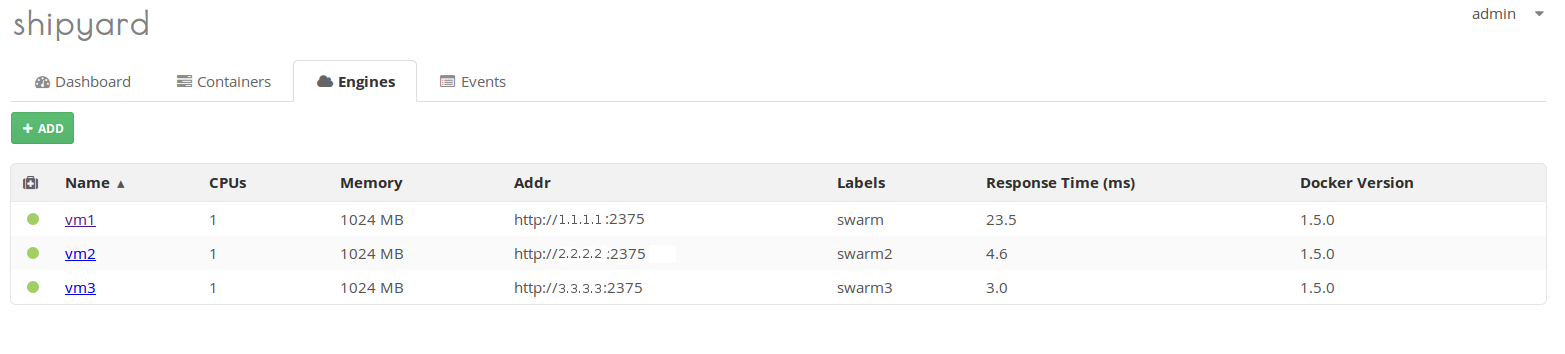 shipyard
admin
Dashboard Containers Engines Events
+ ADD
Name ▲ CPUs Memory Addr Labels Response Time (ms) Docker Version
vm1 1 1024 MB http://1.1.1.1:2375 swarm 23.5 1.5.0
vm2 1 1024 MB http://2.2.2.2 :2375 swarm2 4.6 1.5.0
vm3 1 1024 MB http://3.3.3.3:2375 swarm3 3.0 1.5.0